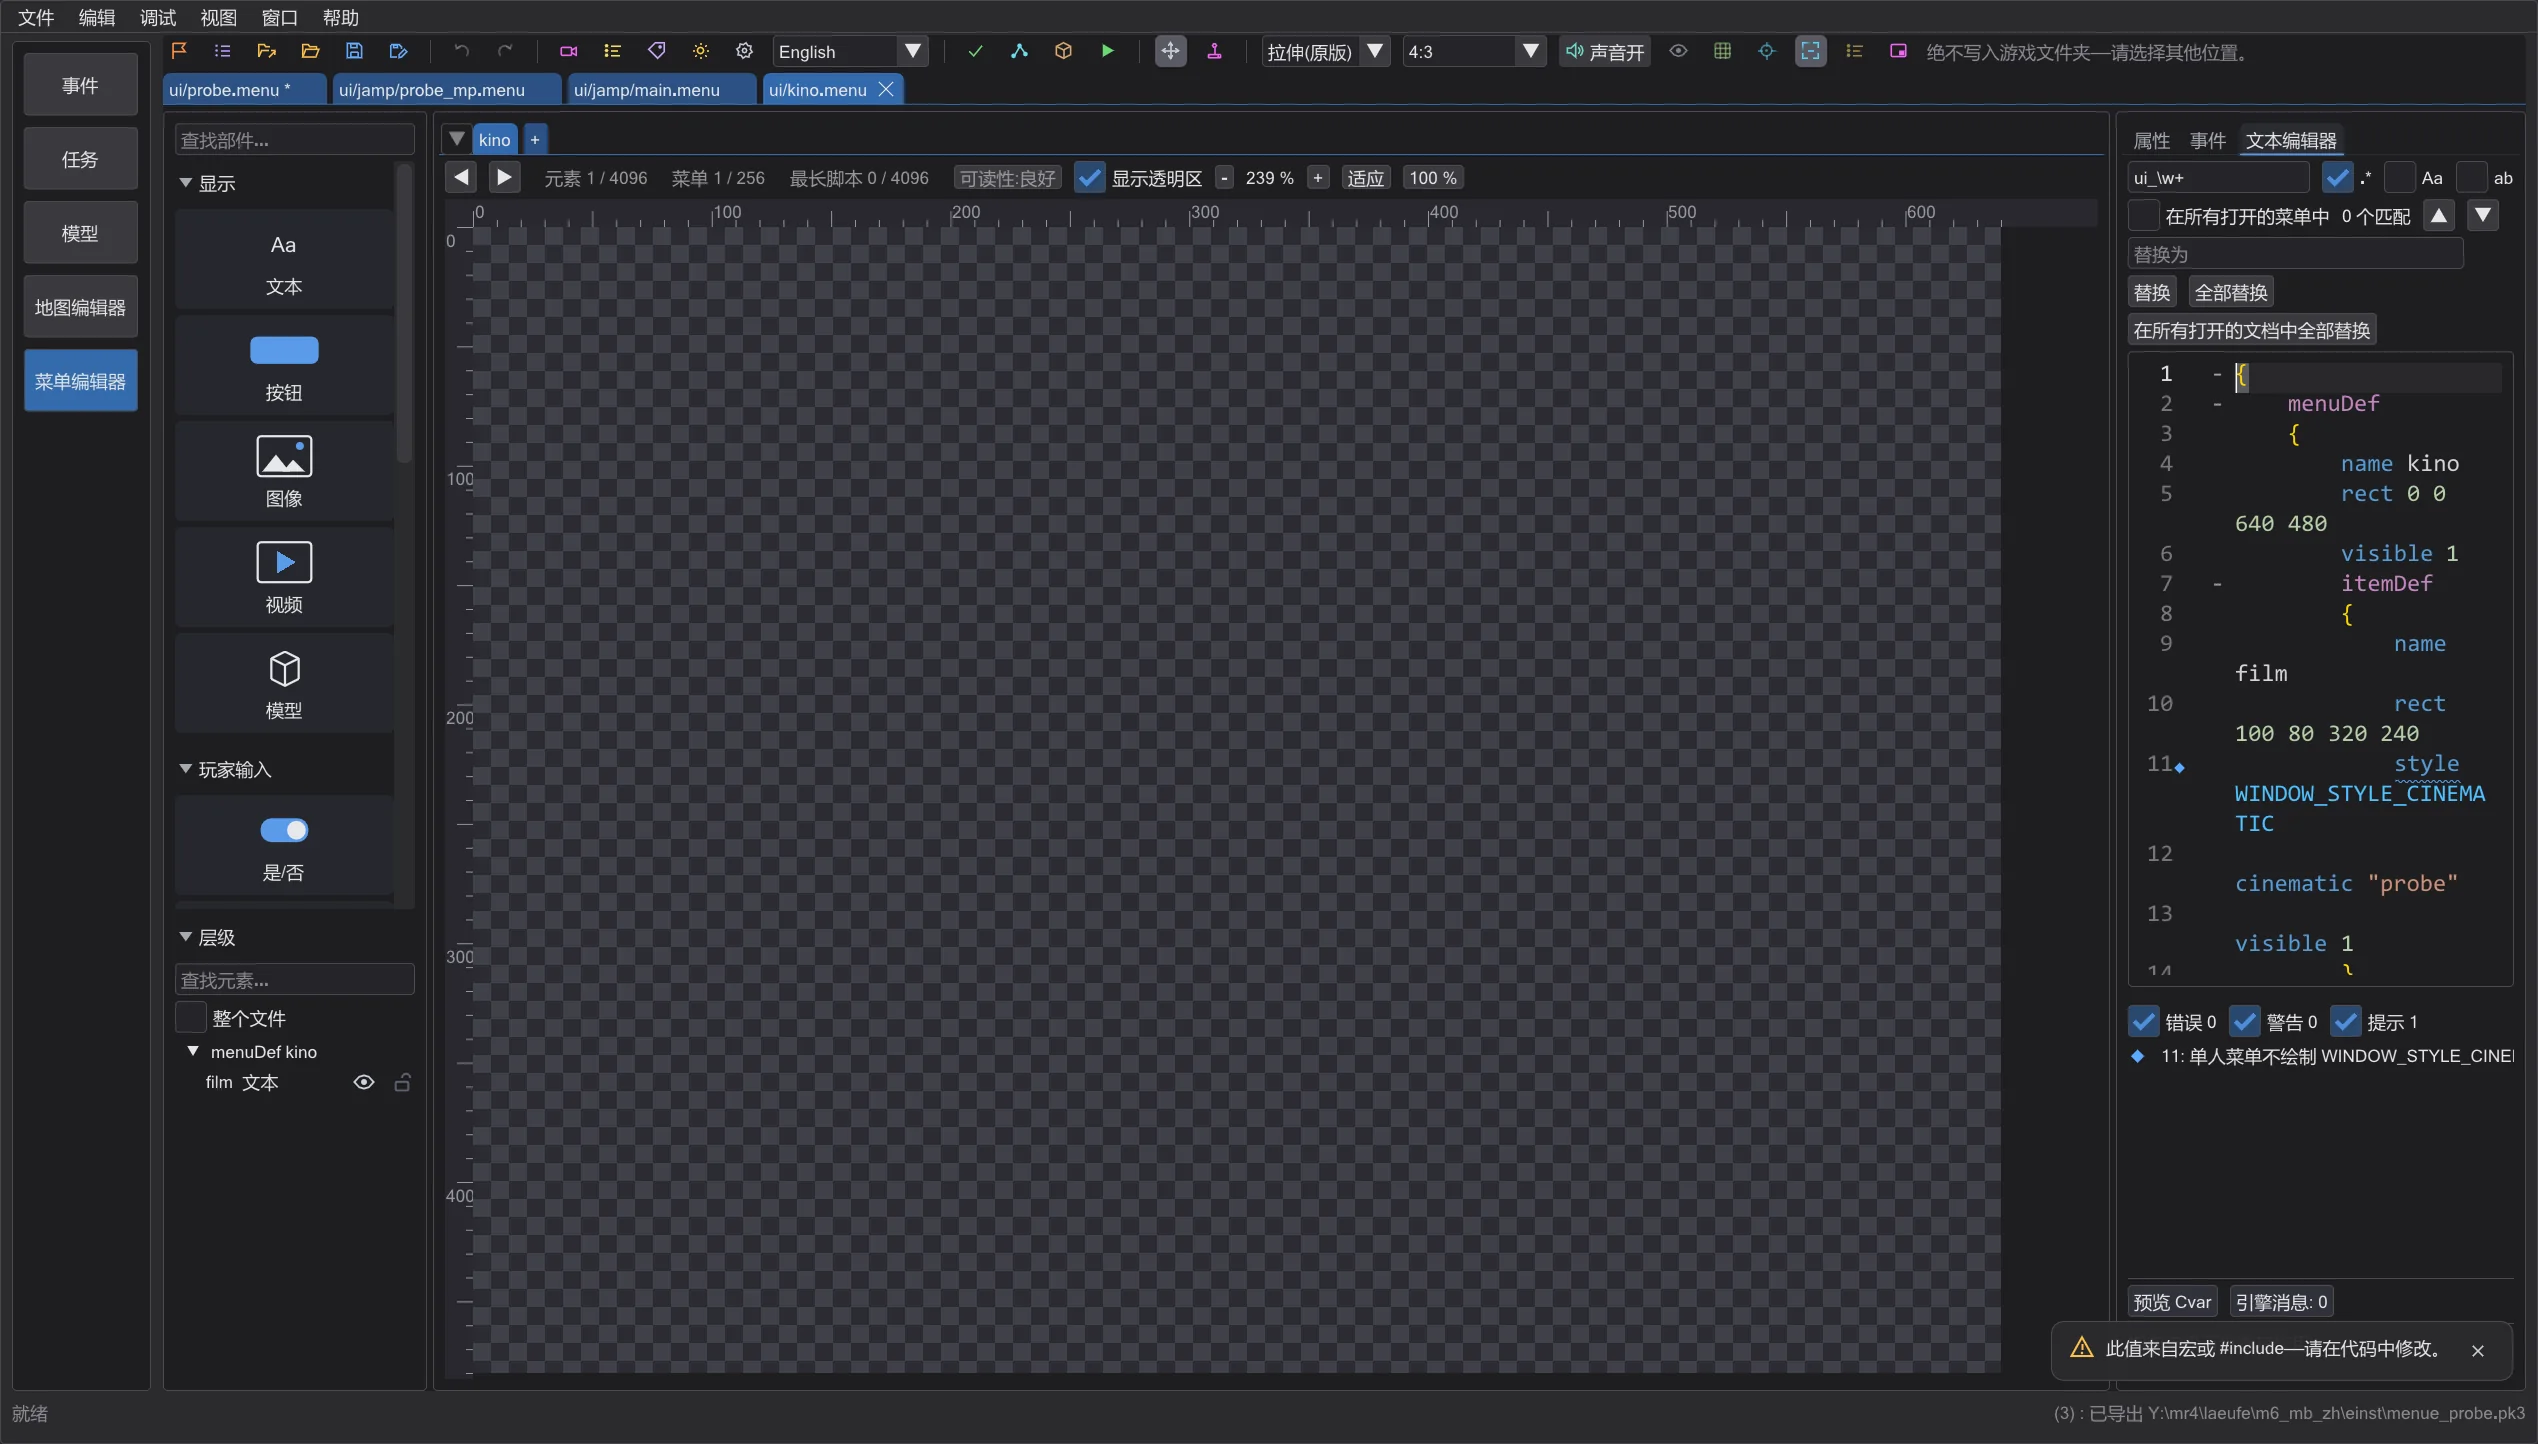 文件 编辑 调试 视图 窗口 帮助
English 拉伸(原版) 4:3 声音开 绝不写入游戏文件夹—请选择其他位置。
事件
任务
模型
地图编辑器
菜单编辑器
ui/probe.menu * ui/jamp/probe_mp.menu ui/jamp/main.menu ui/kino.menu
查找部件...
显示
Aa
文本
按钮
图像
视频
模型
玩家输入
是/否
层级
查找元素...
整个文件
menuDef kino
film 文本
kino +
元素 1 / 4096 菜单 1 / 256 最长脚本 0 / 4096 可读性:良好 显示透明区 - 239 % + 适应 100 %
0 100 200 300 400 500 600
0
100
200
300
400
属性 事件 文本编辑器
ui_\w+ .* Aa ab
在所有打开的菜单中 0 个匹配
替换为
替换 全部替换
在所有打开的文档中全部替换
1 - {
2 - menuDef
3 {
4 name kino
5 rect 0 0
640 480
6 visible 1
7 - itemDef
8 {
9 name
film
10 rect
100 80 320 240
11 style
WINDOW_STYLE_CINEMA
TIC
12
cinematic "probe"
13
visible 1
14 }
错误 0 警告 0 提示 1
11: 单人菜单不绘制 WINDOW_STYLE_CINE
预览 Cvar 引擎消息: 0
此值来自宏或 #include—请在代码中修改。
就绪 (3) : 已导出 Y:\mr4\laeufe\m6_mb_zh\einst\menue_probe.pk3